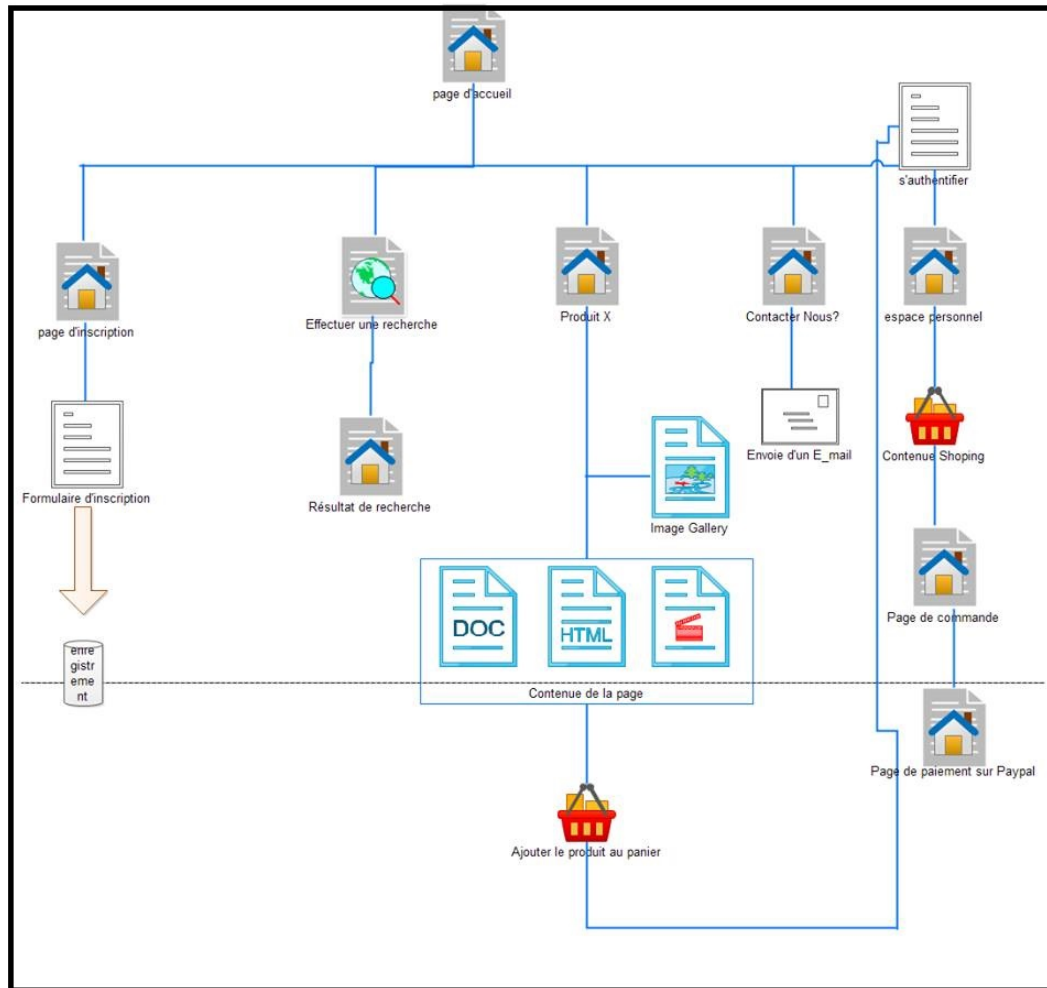 page d'accueil
s'authentifier
page d'inscription
Effectuer une recherche
Produit X
Contacter Nous?
espace personnel
Formulaire d'inscription
Résultat de recherche
Image Gallery
Envoie d'un E_mail
Contenue Shoping
DOC
HTML
Page de commande
enre
gistr
eme
nt
Contenue de la page
Page de paiement sur Paypal
Ajouter le produit au panier